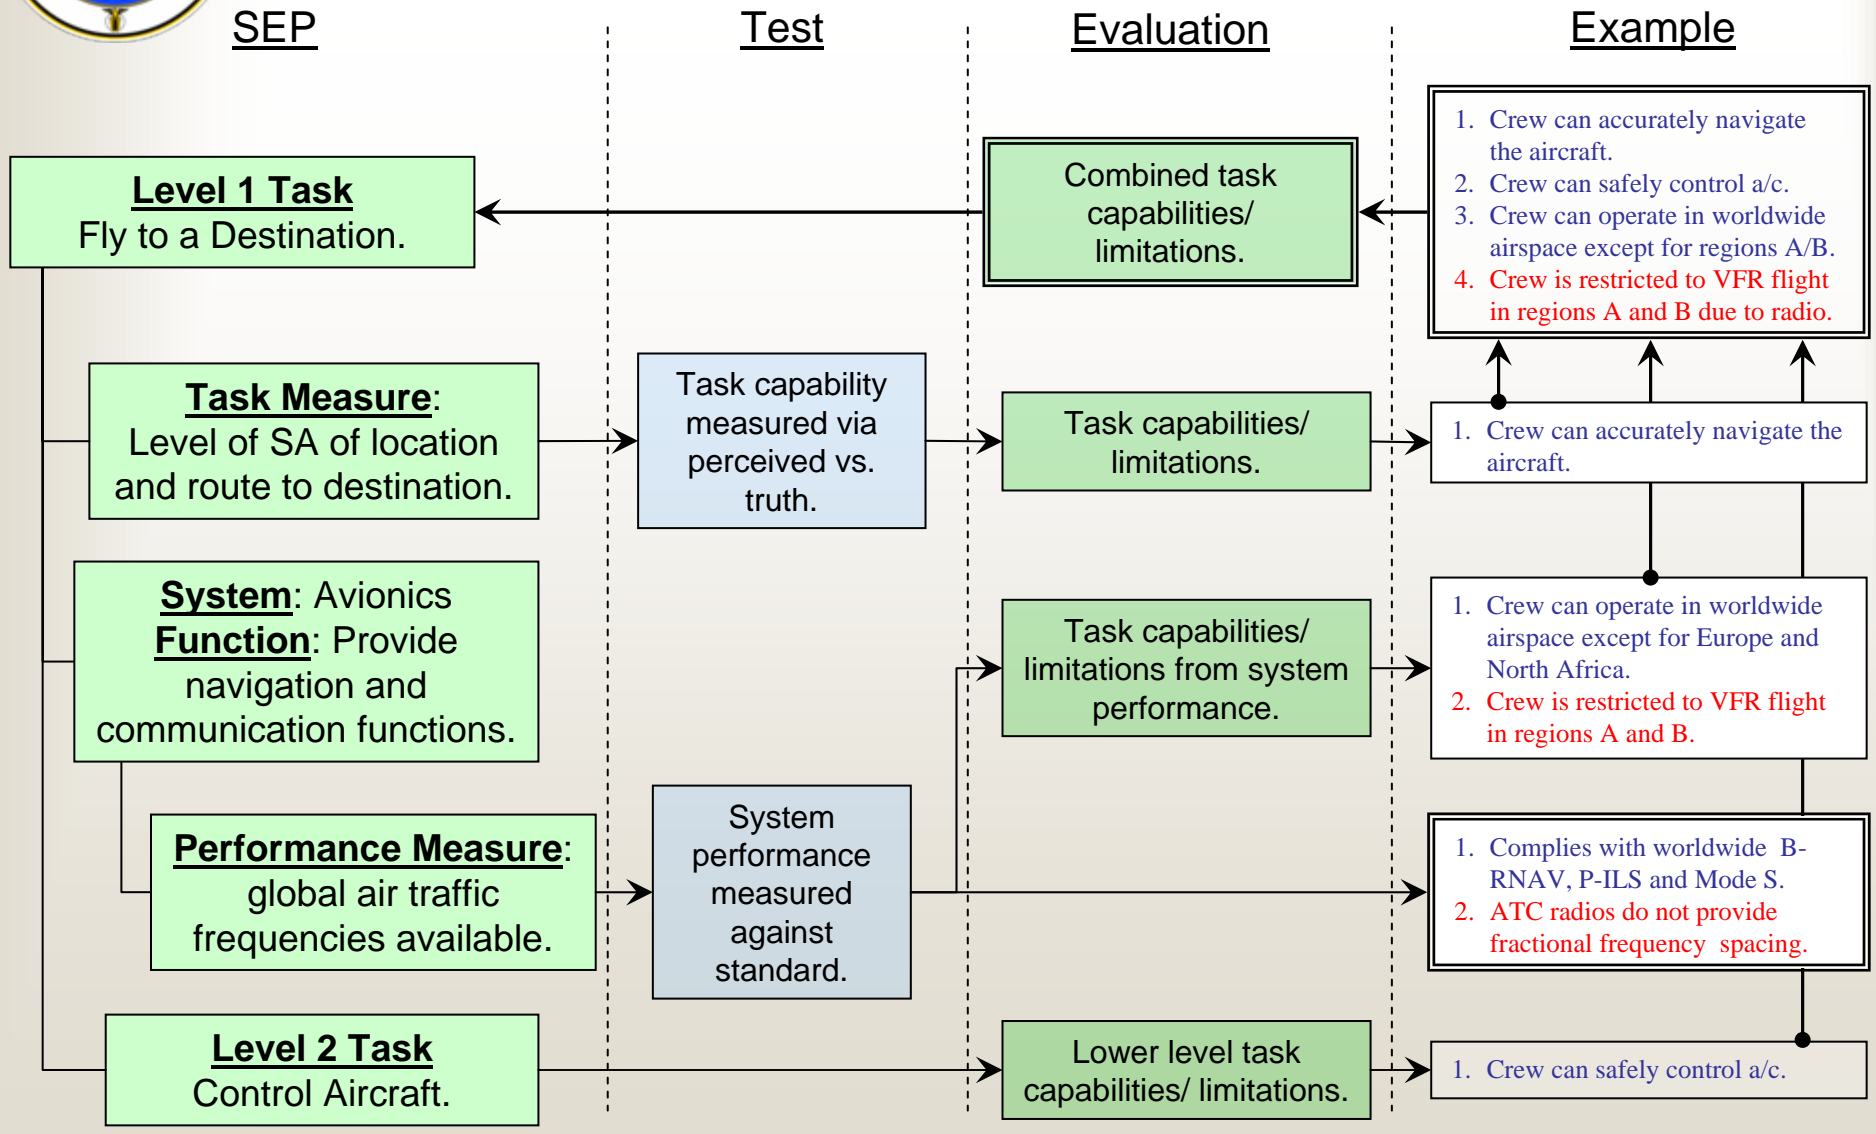 SEP
Test
Evaluation
Example
Level 1 Task
Fly to a Destination.
Combined task
capabilities/
limitations.
1. Crew can accurately navigate
the aircraft.
2. Crew can safely control a/c.
3. Crew can operate in worldwide
airspace except for regions A/B.
4. Crew is restricted to VFR flight
in regions A and B due to radio.
Task Measure:
Level of SA of location
and route to destination.
Task capability
measured via
perceived vs.
truth.
Task capabilities/
limitations.
1. Crew can accurately navigate the
aircraft.
System: Avionics
Function: Provide
navigation and
communication functions.
Task capabilities/
limitations from system
performance.
1. Crew can operate in worldwide
airspace except for Europe and
North Africa.
2. Crew is restricted to VFR flight
in regions A and B.
Performance Measure:
global air traffic
frequencies available.
System
performance
measured
against
standard.
1. Complies with worldwide B-
RNAV, P-ILS and Mode S.
2. ATC radios do not provide
fractional frequency spacing.
Level 2 Task
Control Aircraft.
Lower level task
capabilities/ limitations.
1. Crew can safely control a/c.